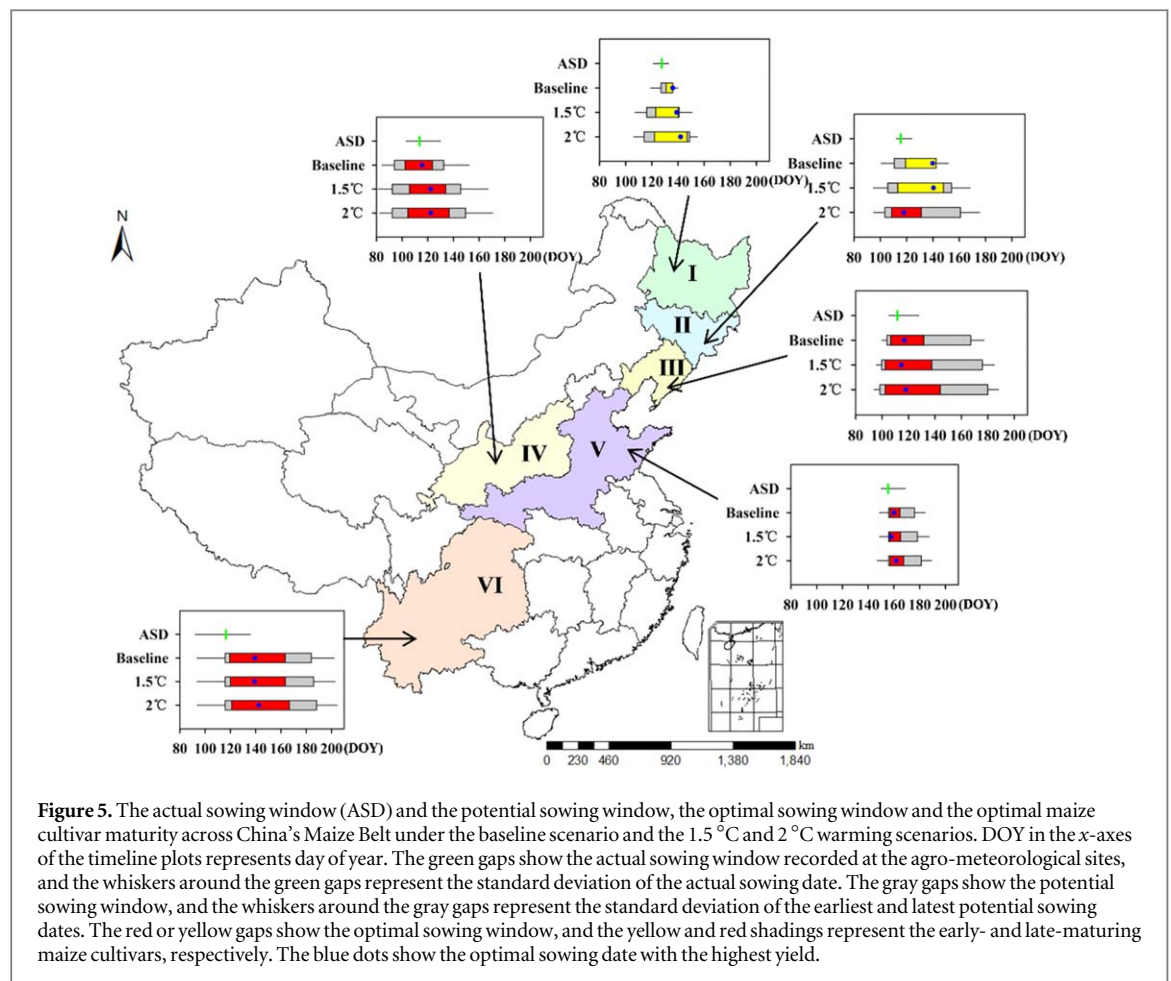 ASD
Baseline
1.5℃
2℃
80 100 120 140 160 180 200(DOY)
ASD
Baseline
1.5℃
2℃
80 100 120 140 160 180 200(DOY)
ASD
Baseline
1.5℃
2℃
80 100 120 140 160 180 200(DOY)
N
I
II
III
IV
V
VI
ASD
Baseline
1.5℃
2℃
80 100 120 140 160 180 200(DOY)
ASD
Baseline
1.5℃
2℃
80 100 120 140 160 180 200(DOY)
ASD
Baseline
1.5℃
2℃
80 100 120 140 160 180 200(DOY)
km
0 230 460 920 1,380 1,840
Figure 5. The actual sowing window (ASD) and the potential sowing window, the optimal sowing window and the optimal maize
cultivar maturity across China's Maize Belt under the baseline scenario and the 1.5 °C and 2 °C warming scenarios. DOY in the x-axes
of the timeline plots represents day of year. The green gaps show the actual sowing window recorded at the agro-meteorological sites,
and the whiskers around the green gaps represent the standard deviation of the actual sowing date. The gray gaps show the potential
sowing window, and the whiskers around the gray gaps represent the standard deviation of the earliest and latest potential sowing
dates. The red or yellow gaps show the optimal sowing window, and the yellow and red shadings represent the early- and late-maturing
maize cultivars, respectively. The blue dots show the optimal sowing date with the highest yield.